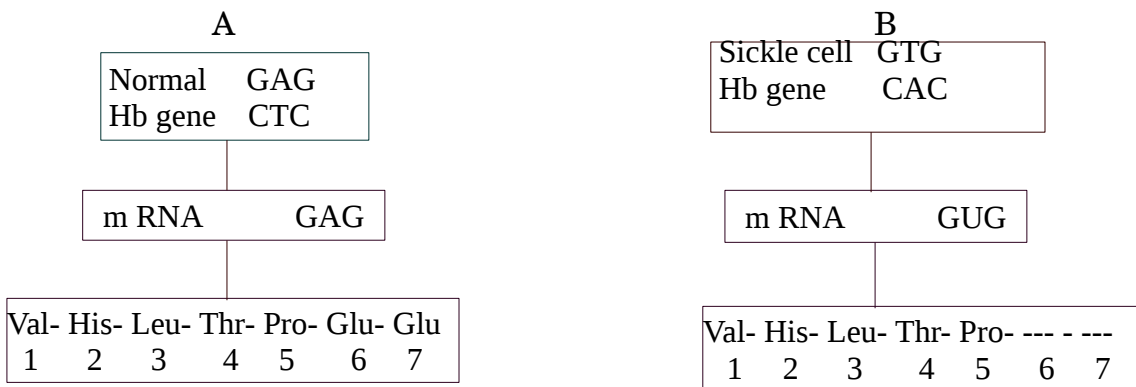 A
Normal GAG
Hb gene CTC
m RNA GAG
Val- His- Leu- Thr- Pro- Glu- Glu
1 2 3 4 5 6 7
B
Sickle cell GTG
Hb gene CAC
m RNA GUG
Val- His- Leu- Thr- Pro- --- - ---
1 2 3 4 5 6 7